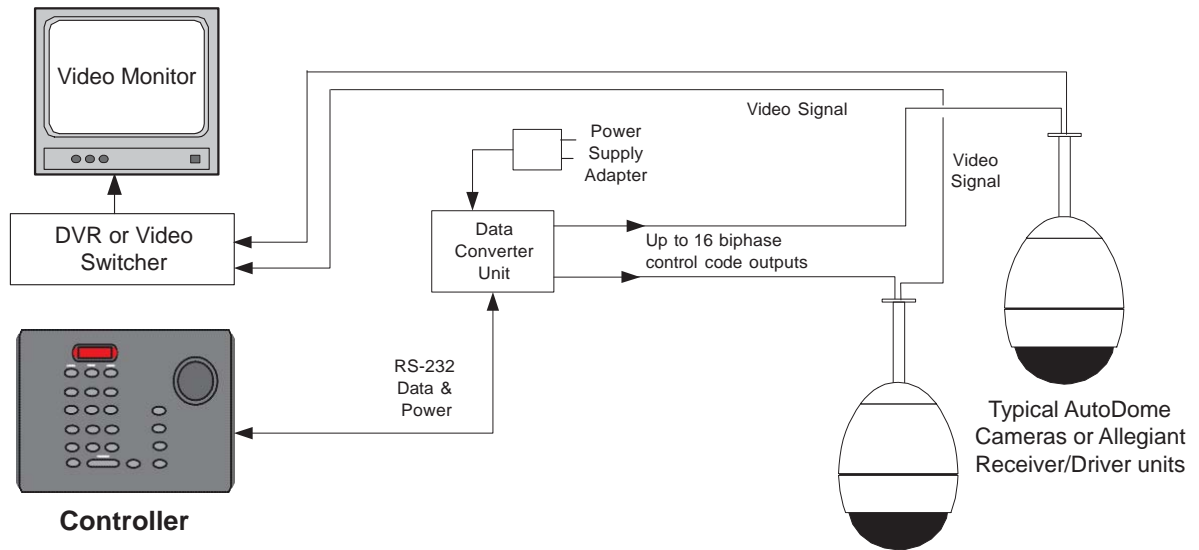 Video Monitor
DVR or Video
Switcher
Controller
Power
Supply
Adapter
Data
Converter
Unit
RS-232
Data &
Power
Video Signal
Up to 16 biphase
control code outputs
Video
Signal
Typical AutoDome
Cameras or Allegiant
Receiver/Driver units